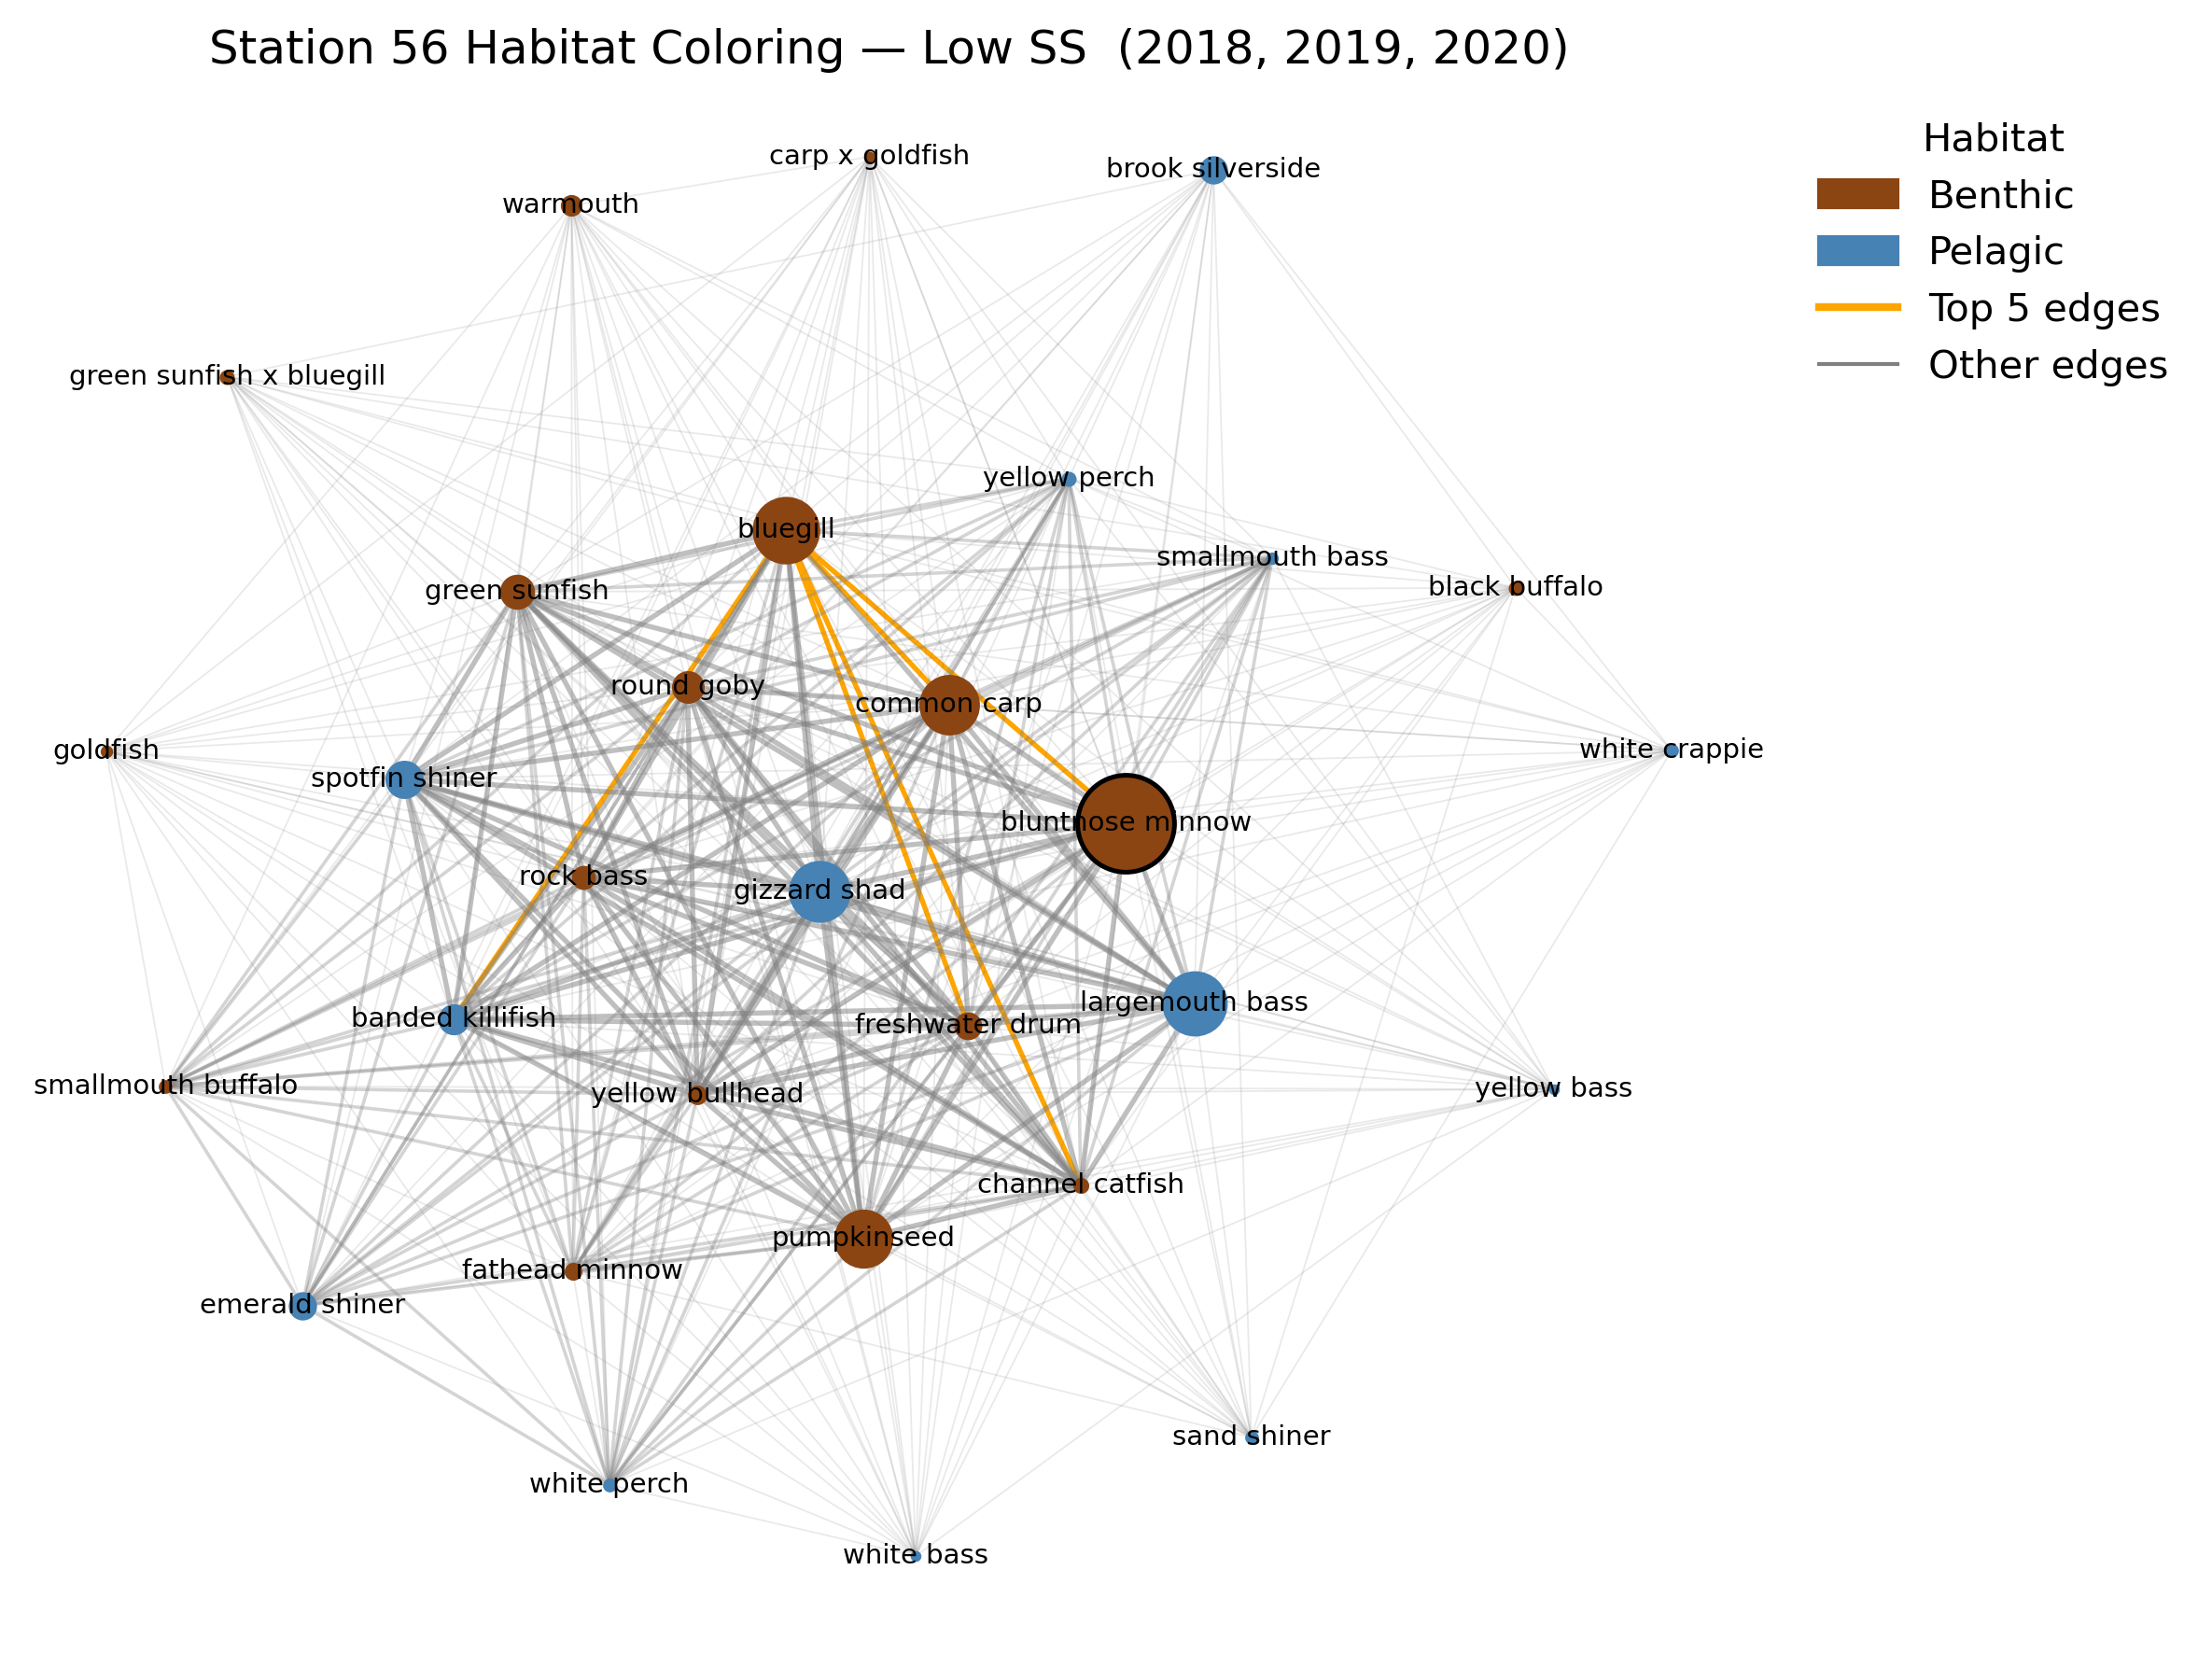 Station 56 Habitat Coloring — Low SS (2018, 2019, 2020)
Habitat
Benthic
Pelagic
Top 5 edges
Other edges
carp x goldfish
brook silverside
warmouth
green sunfish x bluegill
yellow perch
bluegill
smallmouth bass
black buffalo
green sunfish
round goby
common carp
goldfish
white crappie
spotfin shiner
bluntnose minnow
rock bass
gizzard shad
largemouth bass
banded killifish
freshwater drum
smallmouth buffalo
yellow bass
yellow bullhead
channel catfish
pumpkinseed
fathead minnow
emerald shiner
sand shiner
white perch
white bass